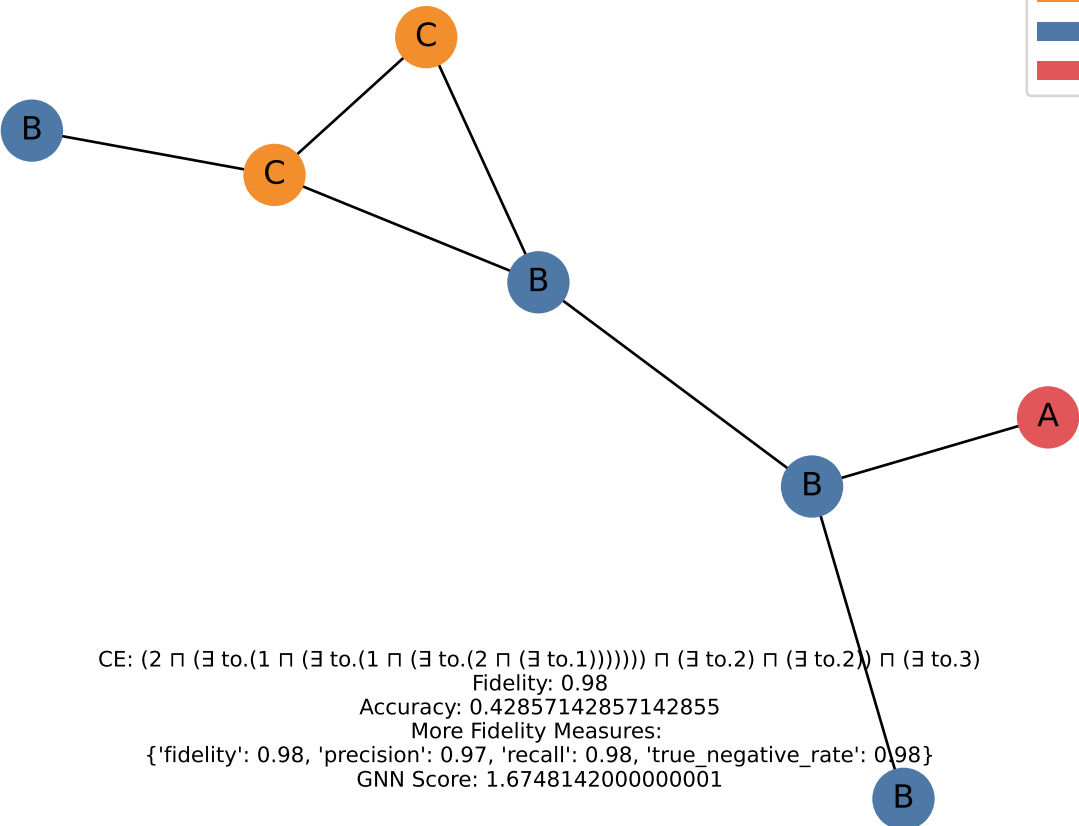 C
B
C
B
A
B
CE: (2 ⊓ (∃ to.(1 ⊓ (∃ to.(1 ⊓ (∃ to.(2 ⊓ (∃ to.1))))))) ⊓ (∃ to.2) ⊓ (∃ to.2)) ⊓ (∃ to.3)
Fidelity: 0.98
Accuracy: 0.42857142857142855
More Fidelity Measures:
{'fidelity': 0.98, 'precision': 0.97, 'recall': 0.98, 'true_negative_rate': 0.98}
GNN Score: 1.6748142000000001
B